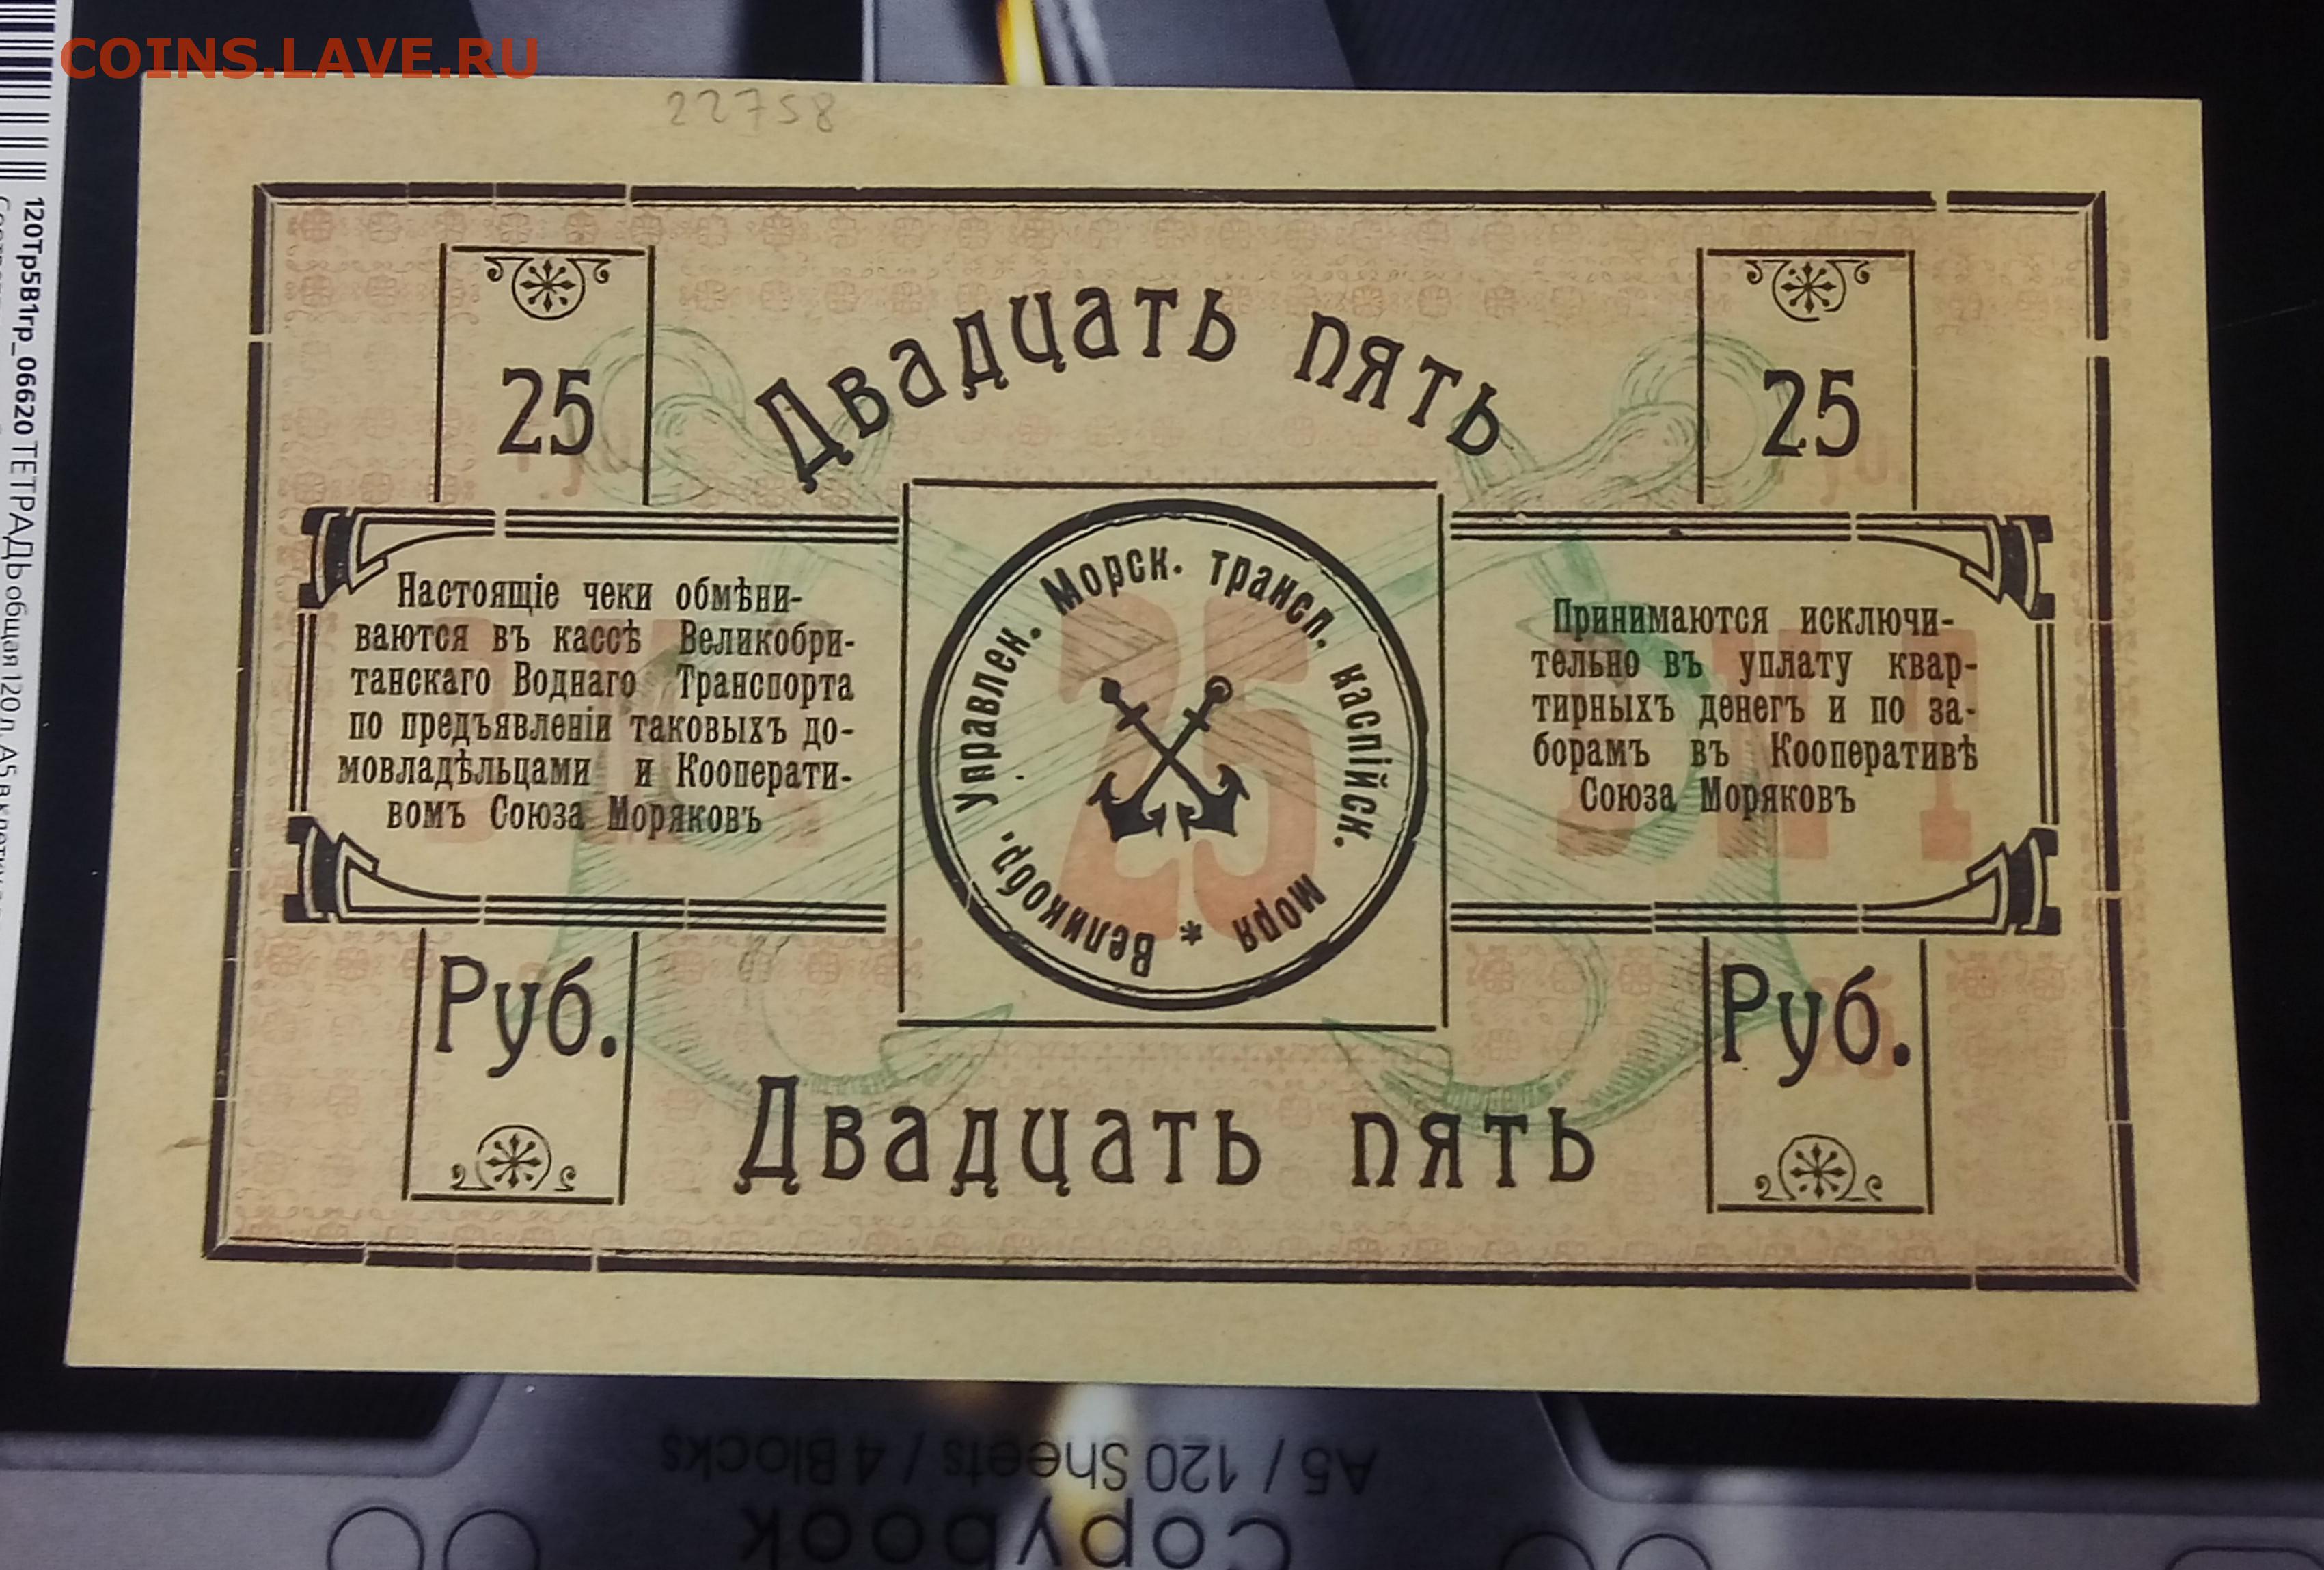 COINS.LAVE.RU
22758
120Тр5В1гр_06620 ТЕТРАДЬ общая 120л. А5
25
Двадцать пять
25
Настоящіе чеки обмѣни-
ваются въ кассѣ Великобри-
танскаго Воднаго Транспорта
по предъявленіи таковыхъ до-
мовладѣльцами и Кооперати-
вомъ Союза Моряковъ
Великобр. Управлен. Морск. трансп. каспійск. моря *
25
Принимаются исключи-
тельно въ уплату квар-
тирныхъ денегъ и по за-
борамъ въ Кооперативѣ
Союза Моряковъ
Руб.
Двадцать пять
Руб.
A5 / 120 Sheets / 4 Blocks
Copybook